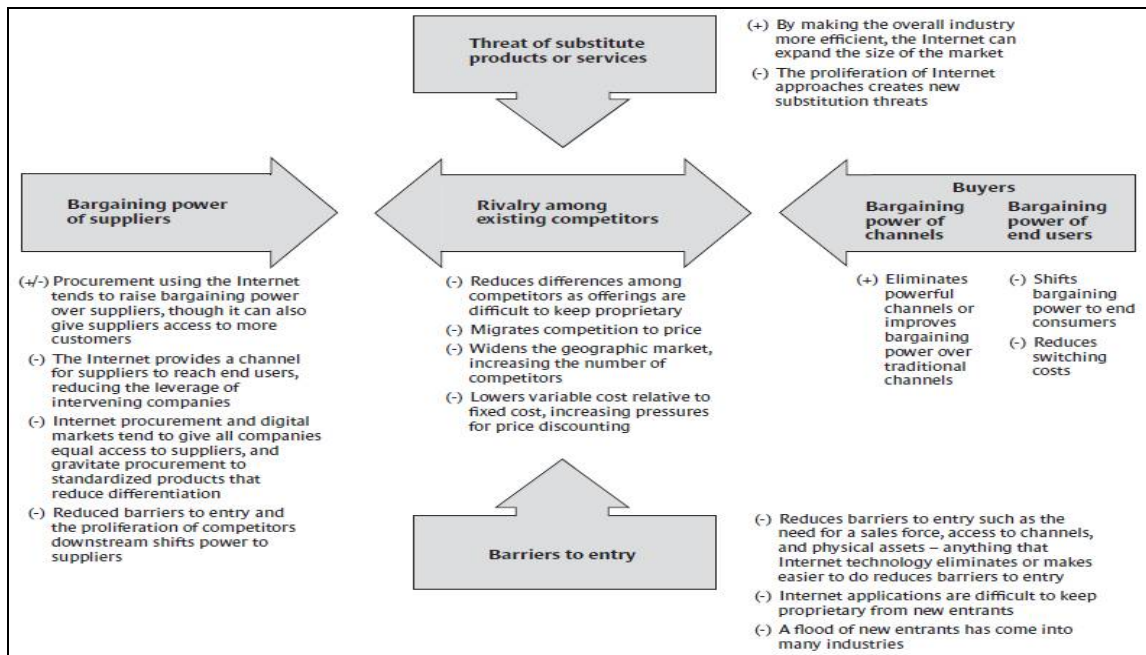 Threat of substitute
products or services
(+) By making the overall industry
more efficient, the Internet can
expand the size of the market
(-) The proliferation of Internet
approaches creates new
substitution threats
Bargaining power
of suppliers
(+/-) Procurement using the Internet
tends to raise bargaining power
over suppliers, though it can also
give suppliers access to more
customers
(-) The Internet provides a channel
for suppliers to reach end users,
reducing the leverage of
intervening companies
(-) Internet procurement and digital
markets tend to give all companies
equal access to suppliers, and
gravitate procurement to
standardized products that
reduce differentiation
(-) Reduced barriers to entry and
the proliferation of competitors
downstream shifts power to
suppliers
Rivalry among
existing competitors
(-) Reduces differences among
competitors as offerings are
difficult to keep proprietary
(-) Migrates competition to price
(-) Widens the geographic market,
increasing the number of
competitors
(-) Lowers variable cost relative to
fixed cost, increasing pressures
for price discounting
Buyers
Bargaining
power of
channels
(+) Eliminates
powerful
channels or
improves
bargaining
power over
traditional
channels
Bargaining
power of
end users
(-) Shifts
bargaining
power to end
consumers
(-) Reduces
switching
costs
Barriers to entry
(-) Reduces barriers to entry such as the
need for a sales force, access to channels,
and physical assets – anything that
Internet technology eliminates or makes
easier to do reduces barriers to entry
(-) Internet applications are difficult to keep
proprietary from new entrants
(-) A flood of new entrants has come into
many industries